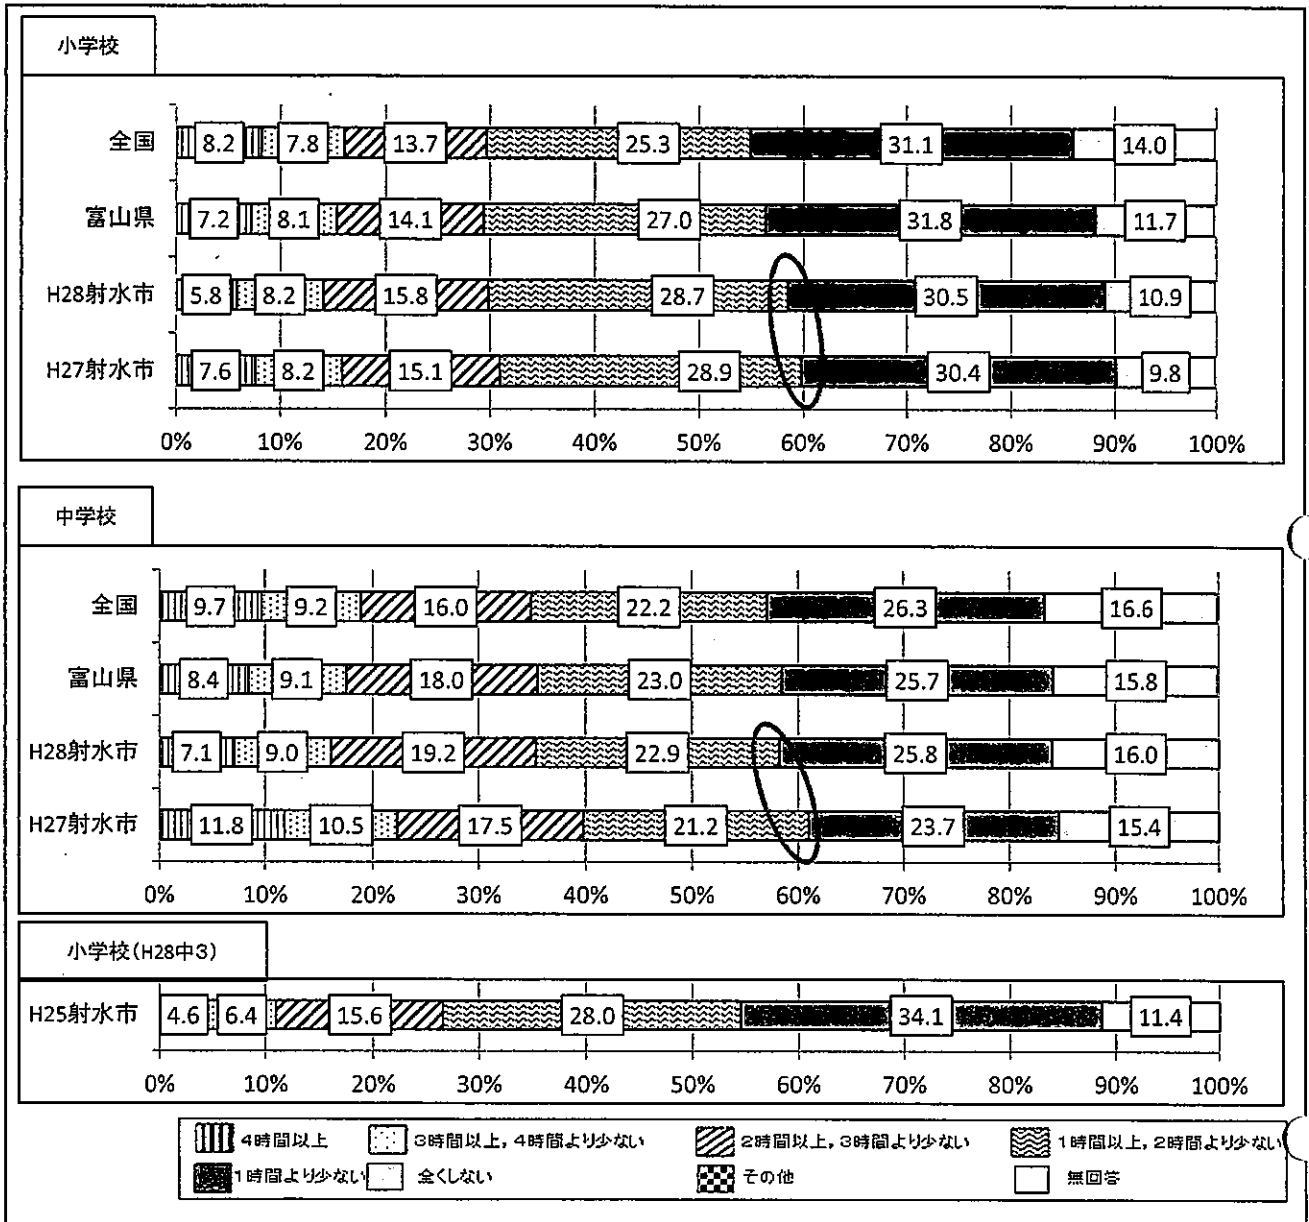 小学校
全国 8.2 7.8 13.7 25.3 31.1 14.0
富山県 7.2 8.1 14.1 27.0 31.8 11.7
H28射水市 5.8 8.2 15.8 28.7 30.5 10.9
H27射水市 7.6 8.2 15.1 28.9 30.4 9.8
0% 10% 20% 30% 40% 50% 60% 70% 80% 90% 100%
中学校
全国 9.7 9.2 16.0 22.2 26.3 16.6
富山県 8.4 9.1 18.0 23.0 25.7 15.8
H28射水市 7.1 9.0 19.2 22.9 25.8 16.0
H27射水市 11.8 10.5 17.5 21.2 23.7 15.4
0% 10% 20% 30% 40% 50% 60% 70% 80% 90% 100%
小学校(H28中3)
H25射水市 4.6 6.4 15.6 28.0 34.1 11.4
0% 10% 20% 30% 40% 50% 60% 70% 80% 90% 100%
4時間以上 3時間以上,4時間より少ない 2時間以上,3時間より少ない 1時間以上,2時間より少ない
1時間より少ない 全くしない その他 無回答